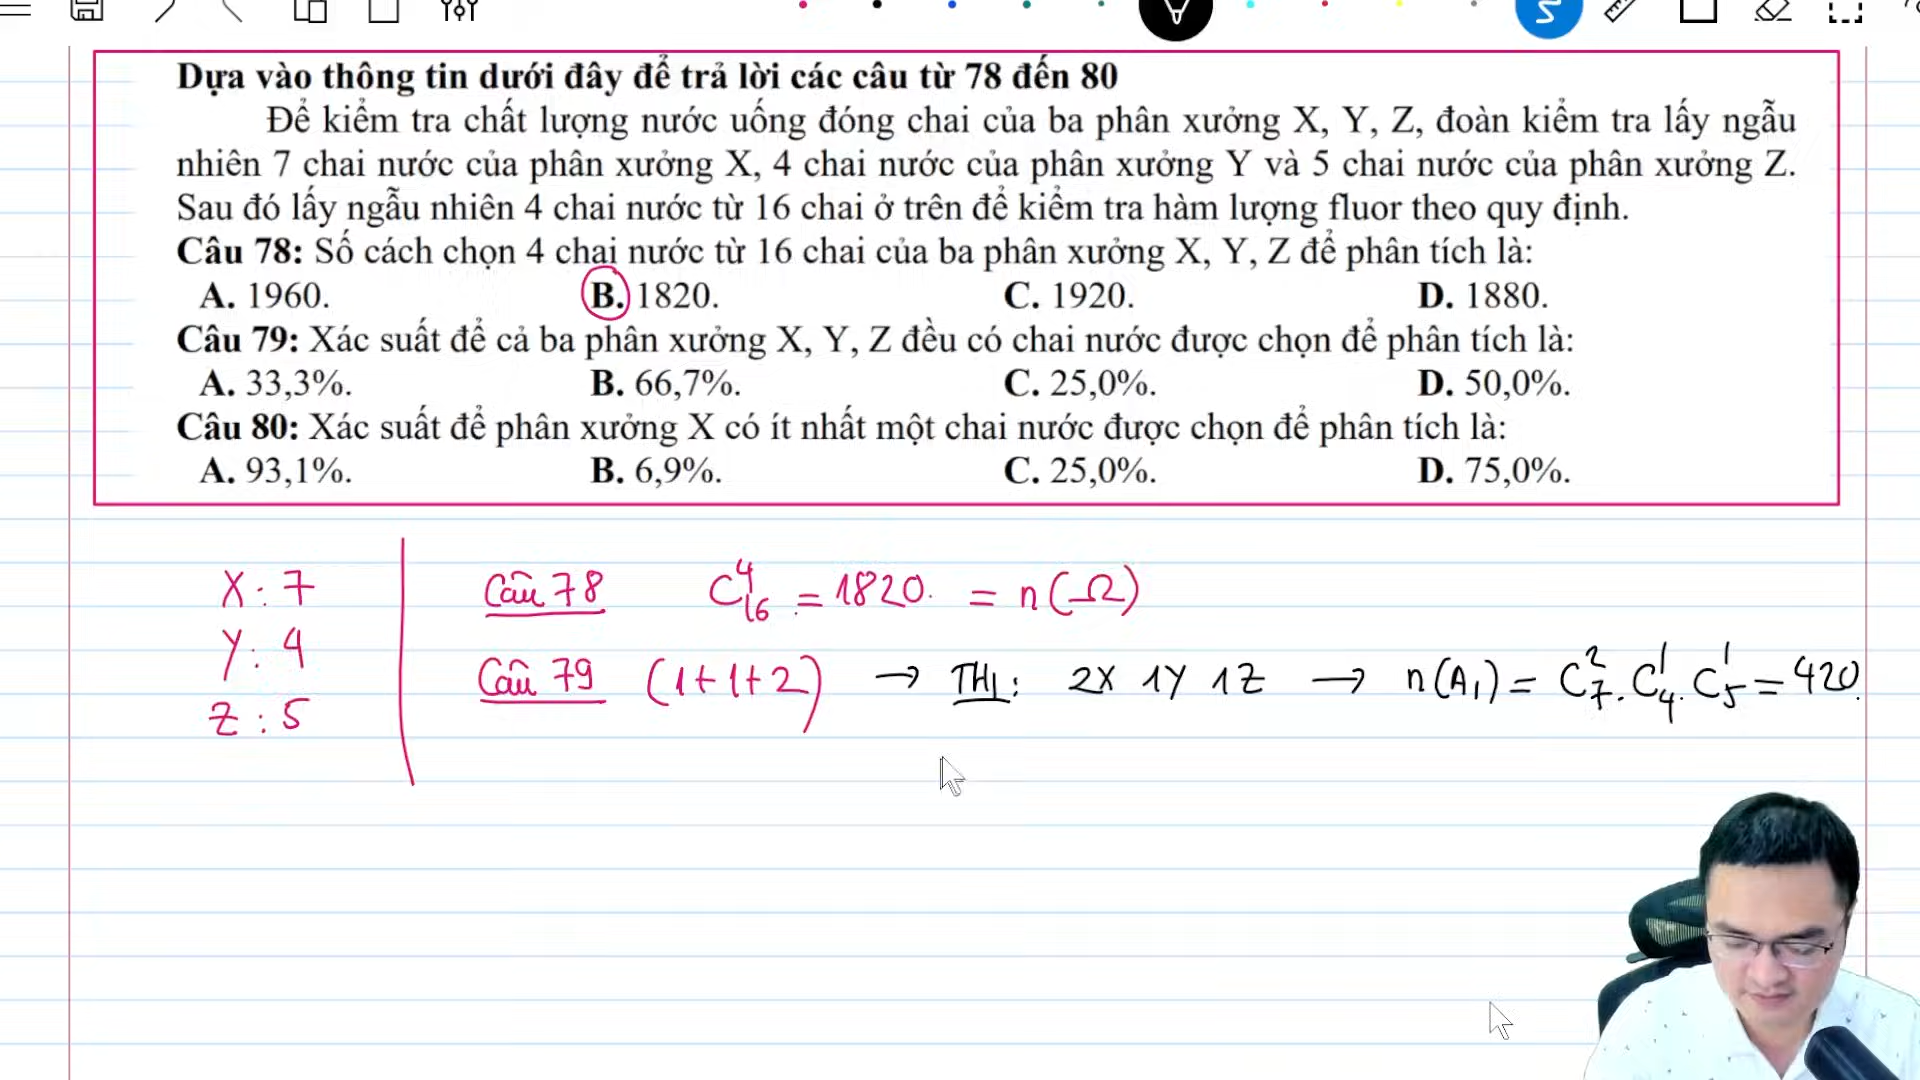 Dựa vào thông tin dưới đây để trả lời các câu từ 78 đến 80
Để kiểm tra chất lượng nước uống đóng chai của ba phân xưởng X, Y, Z, đoàn kiểm tra lấy ngẫu
nhiên 7 chai nước của phân xưởng X, 4 chai nước của phân xưởng Y và 5 chai nước của phân xưởng Z.
Sau đó lấy ngẫu nhiên 4 chai nước từ 16 chai ở trên để kiểm tra hàm lượng fluor theo quy định.
Câu 78: Số cách chọn 4 chai nước từ 16 chai của ba phân xưởng X, Y, Z để phân tích là:
A. 1960. B. 1820. C. 1920. D. 1880.
Câu 79: Xác suất để cả ba phân xưởng X, Y, Z đều có chai nước được chọn để phân tích là:
A. 33,3%. B. 66,7%. C. 25,0%. D. 50,0%.
Câu 80: Xác suất để phân xưởng X có ít nhất một chai nước được chọn để phân tích là:
A. 93,1%. B. 6,9%. C. 25,0%. D. 75,0%.
X : 7
Y : 4
Z : 5
Câu 78 C⁴₁₆ = 1820. = n(Ω)
Câu 79 (1+1+2) → TH1: 2X 1Y 1Z → n(A₁) = C²₇. C¹₄. C¹₅ = 420.